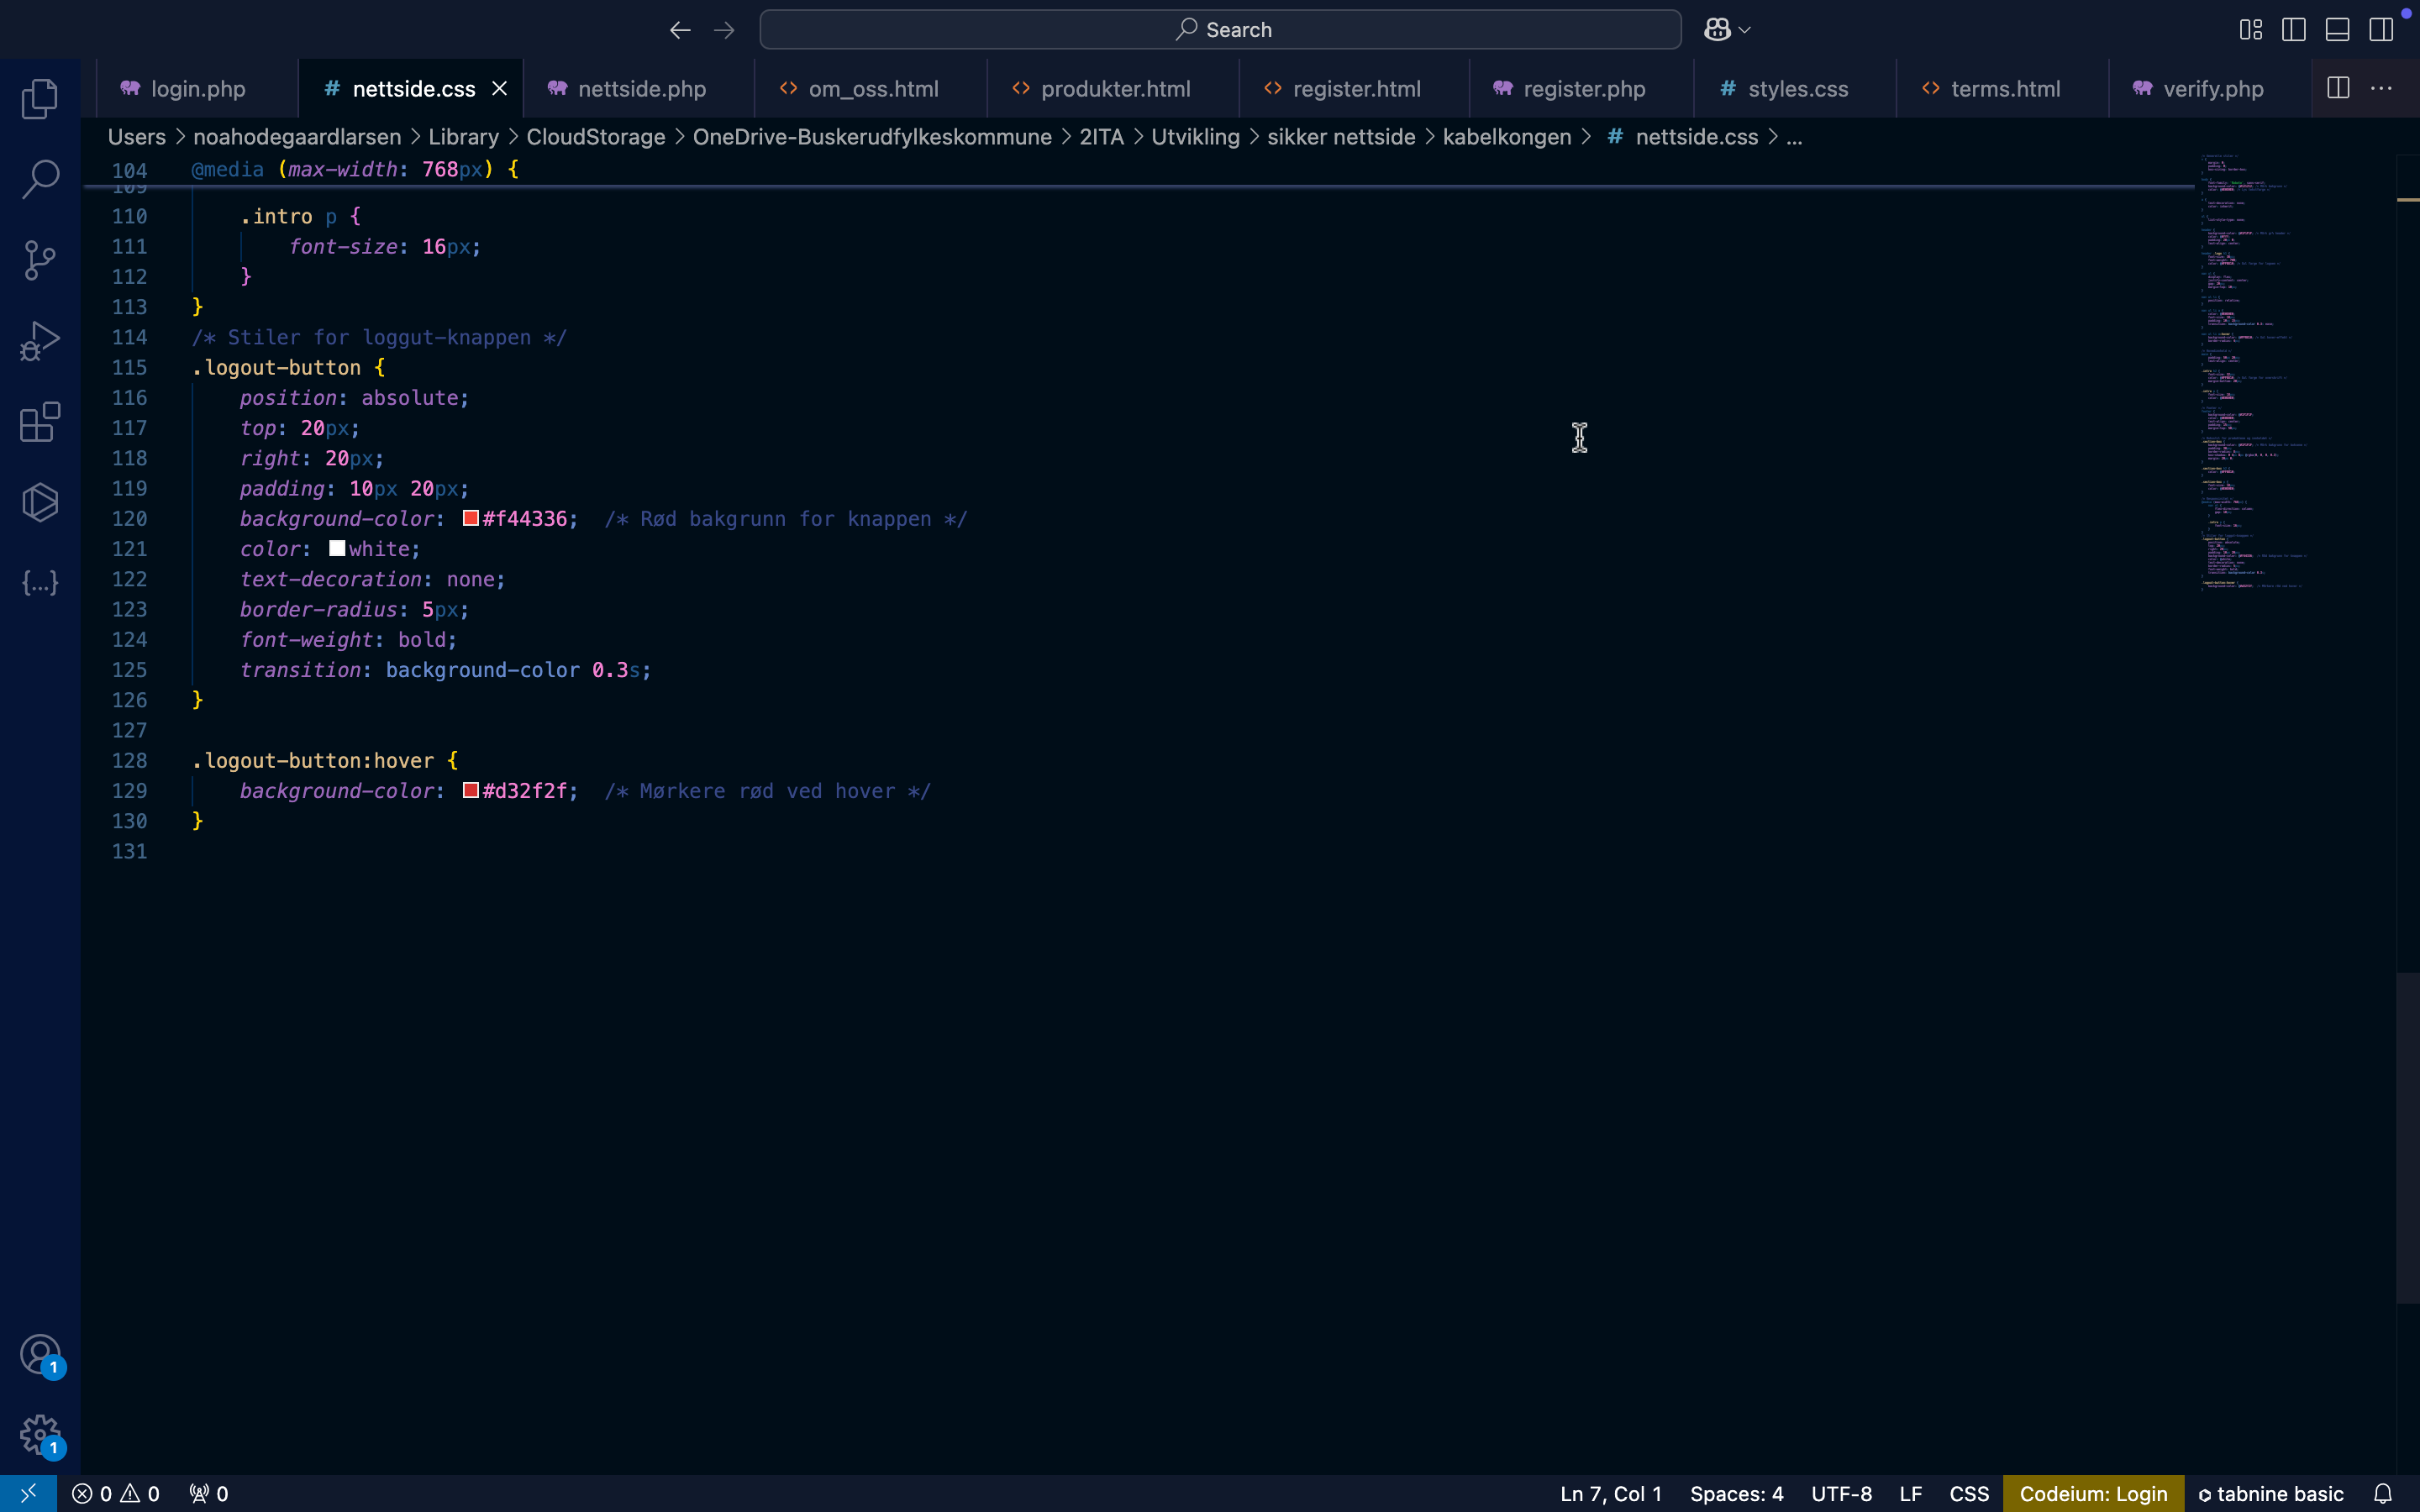 Search
login.php
# nettside.css
nettside.php
<> om_oss.html
<> produkter.html
<> register.html
register.php
# styles.css
<> terms.html
verify.php
Users > noahodegaardlarsen > Library > CloudStorage > OneDrive-Buskerudfylkeskommune > 2ITA > Utvikling > sikker nettside > kabelkongen > # nettside.css > ...
104 @media (max-width: 768px) {
109
110 .intro p {
111 font-size: 16px;
112 }
113 }
114 /* Stiler for loggut-knappen */
115 .logout-button {
116 position: absolute;
117 top: 20px;
118 right: 20px;
119 padding: 10px 20px;
120 background-color: #f44336; /* Rød bakgrunn for knappen */
121 color: white;
122 text-decoration: none;
123 border-radius: 5px;
124 font-weight: bold;
125 transition: background-color 0.3s;
126 }
127
128 .logout-button:hover {
129 background-color: #d32f2f; /* Mørkere rød ved hover */
130 }
131
{...}
1
1
0 0 0 Ln 7, Col 1 Spaces: 4 UTF-8 LF CSS Codeium: Login tabnine basic